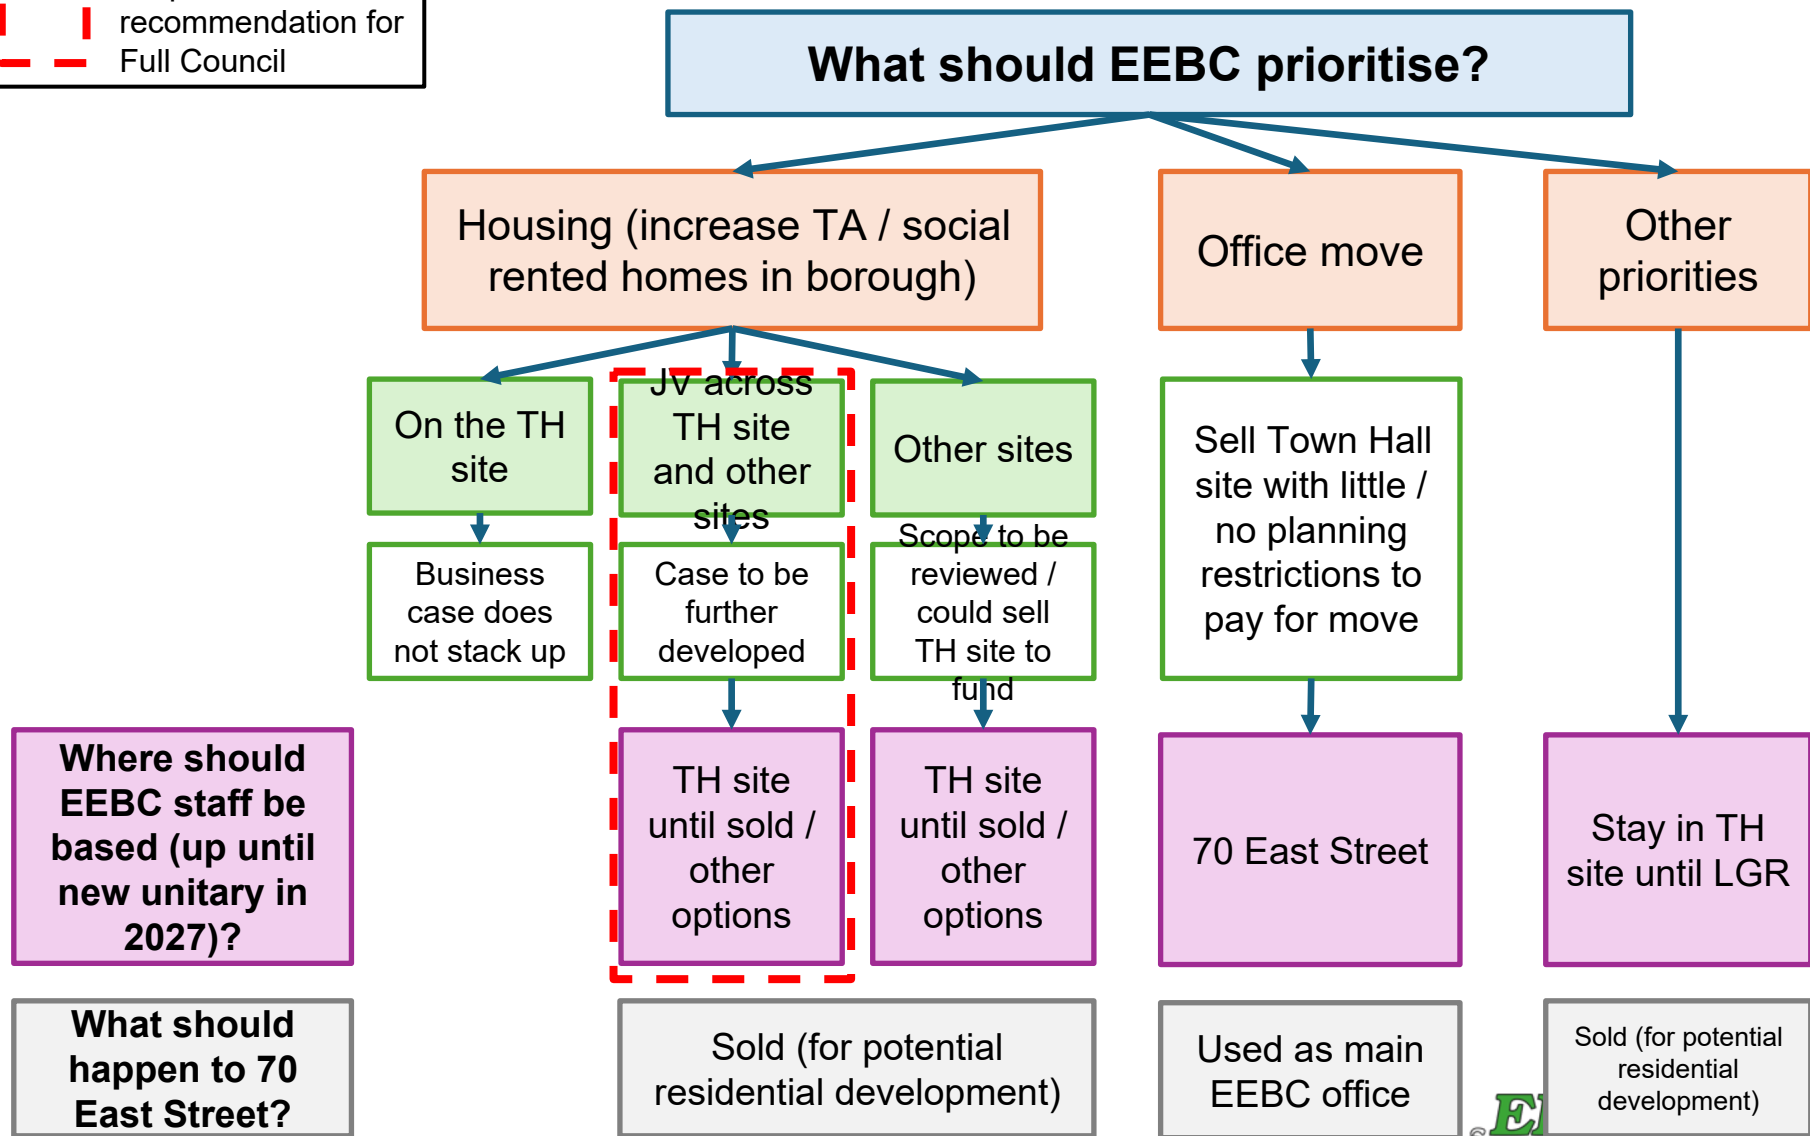 recommendation for
Full Council
What should EEBC prioritise?
Housing (increase TA / social
rented homes in borough)
Office move
Other
priorities
On the TH
site
JV across
TH site
and other
sites
Other sites
Sell Town Hall
site with little /
no planning
restrictions to
pay for move
Business
case does
not stack up
Case to be
further
developed
Scope to be
reviewed /
could sell
TH site to
fund
Where should
EEBC staff be
based (up until
new unitary in
2027)?
TH site
until sold /
other
options
TH site
until sold /
other
options
70 East Street
Stay in TH
site until LGR
What should
happen to 70
East Street?
Sold (for potential
residential development)
Used as main
EEBC office
Sold (for potential
residential
development)